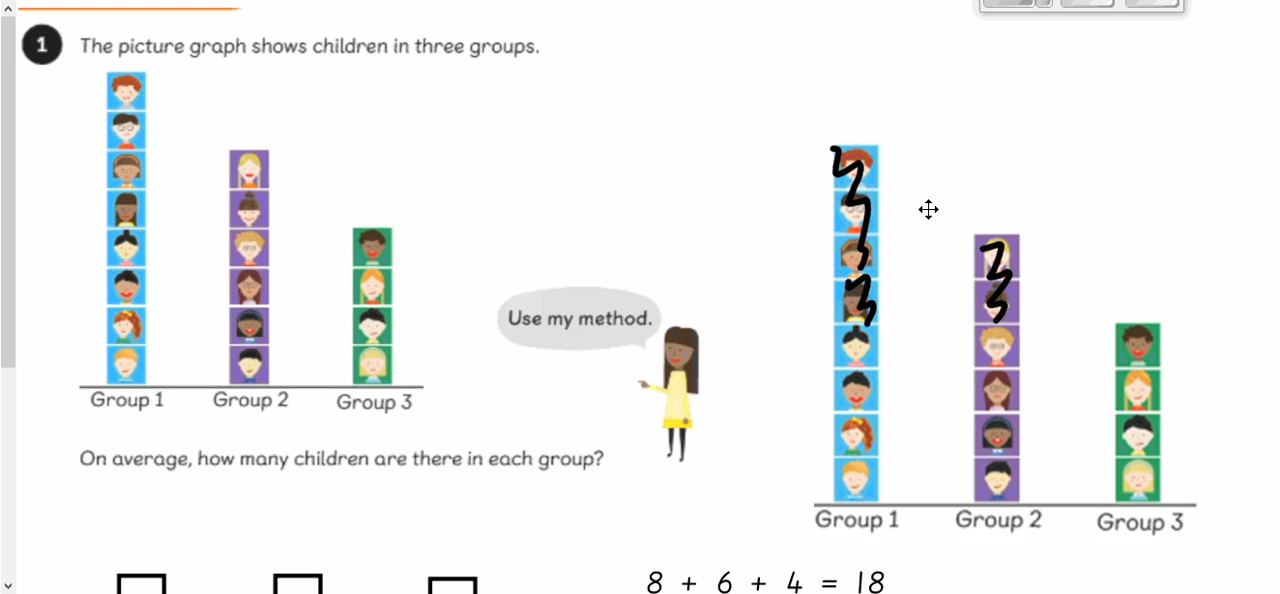 1 The picture graph shows children in three groups.
Group 1 Group 2 Group 3
Use my method.
Group 1 Group 2 Group 3
On average, how many children are there in each group?
8 + 6 + 4 = 18